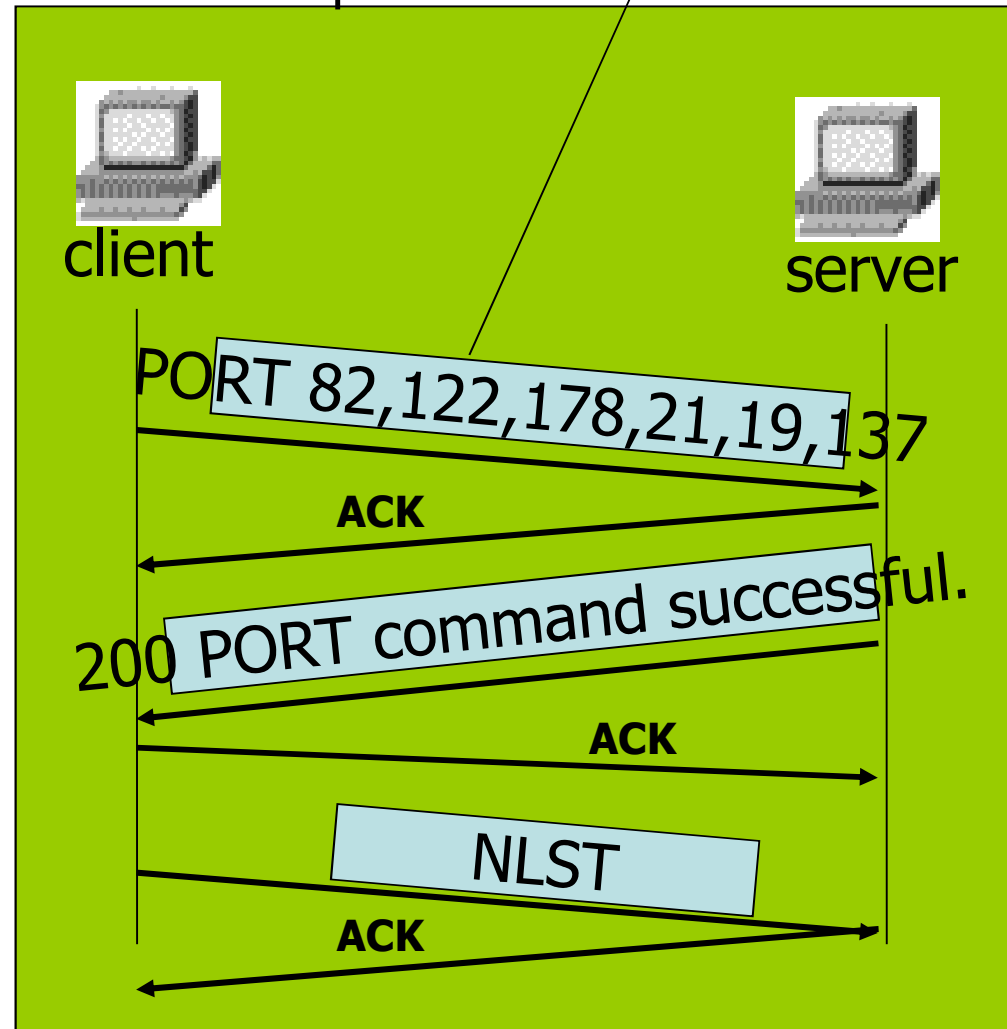 client
server
PORT 82,122,178,21,19,137
ACK
200 PORT command successful.
ACK
NLST
ACK